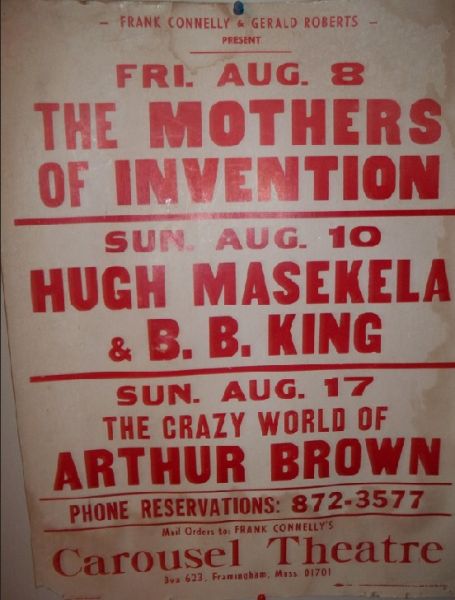 - FRANK CONNELLY & GERALD ROBERTS -
PRESENT
FRI. AUG. 8
THE MOTHERS
OF INVENTION
SUN. AUG. 10
HUGH MASEKELA
& B. B. KING
SUN. AUG. 17
THE CRAZY WORLD OF
ARTHUR BROWN
PHONE RESERVATIONS: 872-3577
Mail Orders to: FRANK CONNELLY'S
Carousel Theatre
Box 623, Framingham, Mass. 01701